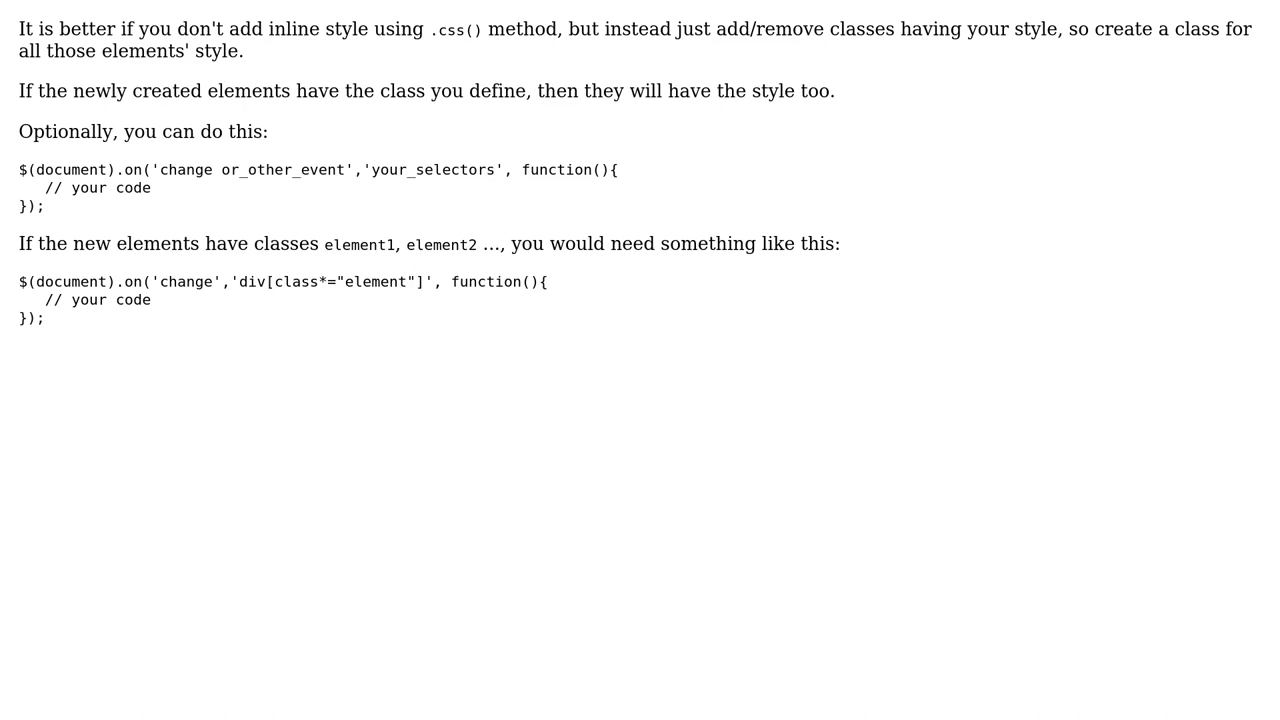 It is better if you don't add inline style using .css() method, but instead just add/remove classes having your style, so create a class for
all those elements' style.
If the newly created elements have the class you define, then they will have the style too.
Optionally, you can do this:
$(document).on('change or_other_event','your_selectors', function(){
   // your code
});
If the new elements have classes element1, element2 ..., you would need something like this:
$(document).on('change','div[class*="element"]', function(){
   // your code
});